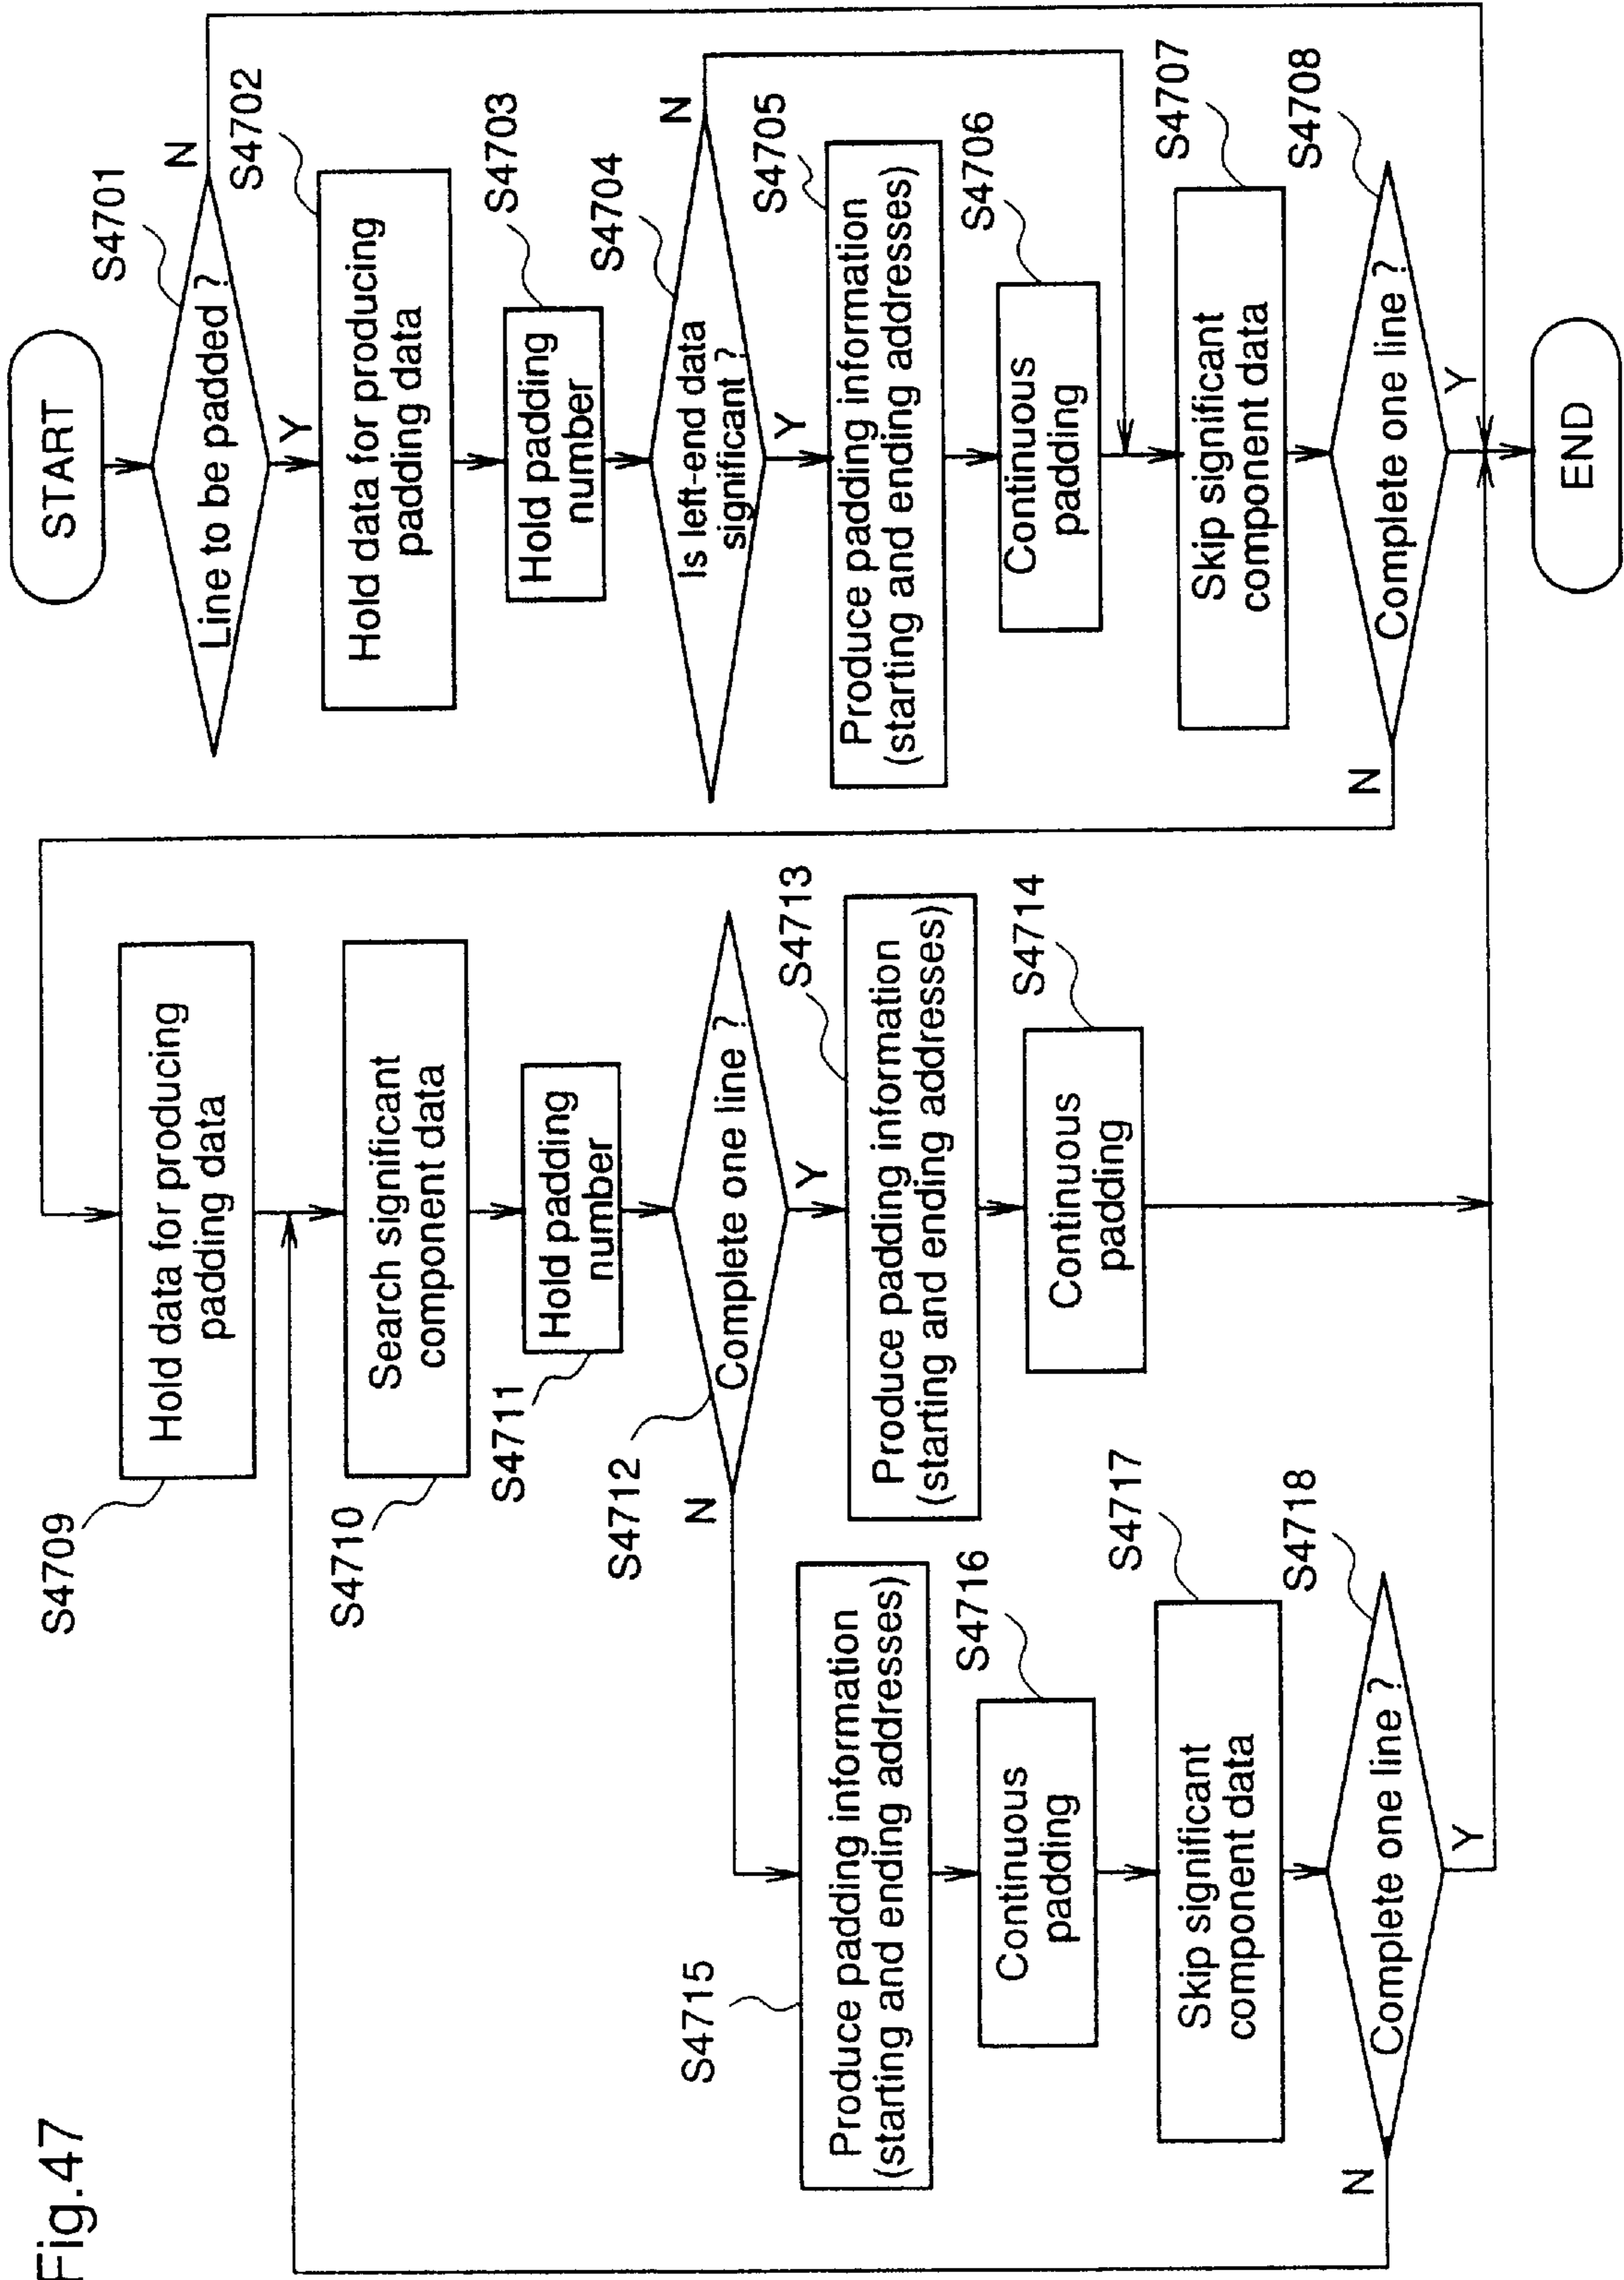 Fig.47
START
Line to be padded ?
S4701
N
Y
S4702
Hold data for producing
padding data
S4703
Hold padding
number
S4704
Is left-end data
significant ?
N
Y
S4705
Produce padding information
(starting and ending addresses)
S4706
Continuous
padding
S4707
Skip significant
component data
S4708
Complete one line ?
N
Y
END
S4709
Hold data for producing
padding data
S4710
Search significant
component data
S4711
Hold padding
number
S4712
Complete one line ?
N
Y
S4713
Produce padding information
(starting and ending addresses)
S4714
Continuous
padding
S4715
Produce padding information
(starting and ending addresses)
S4716
Continuous
padding
S4717
Skip significant
component data
S4718
Complete one line ?
N
Y